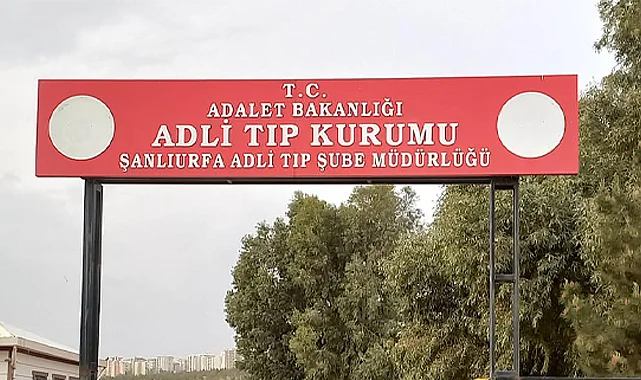 T.C.
ADALET BAKANLIĞI
ADLİ TIP KURUMU
ŞANLIURFA ADLİ TIP ŞUBE MÜDÜRLÜĞÜ